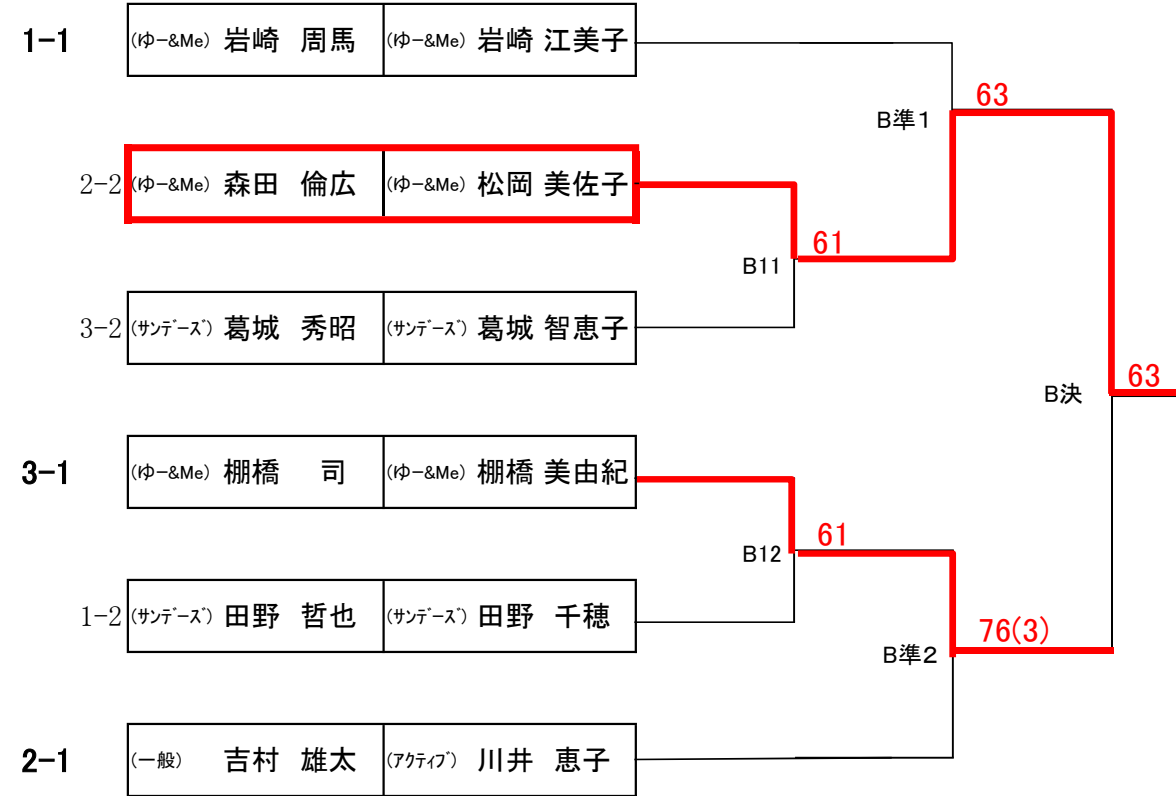 1-1 (ゆー&Me) 岩崎 周馬 (ゆー&Me) 岩崎 江美子
63
B準1
2-2 (ゆー&Me) 森田 倫広 (ゆー&Me) 松岡 美佐子
61
B11
3-2 (サンデーズ) 葛城 秀昭 (サンデーズ) 葛城 智恵子
63
B決
3-1 (ゆー&Me) 棚橋 司 (ゆー&Me) 棚橋 美由紀
61
B12
1-2 (サンデーズ) 田野 哲也 (サンデーズ) 田野 千穂
76(3)
B準2
2-1 (一般) 吉村 雄太 (アクティブ) 川井 恵子